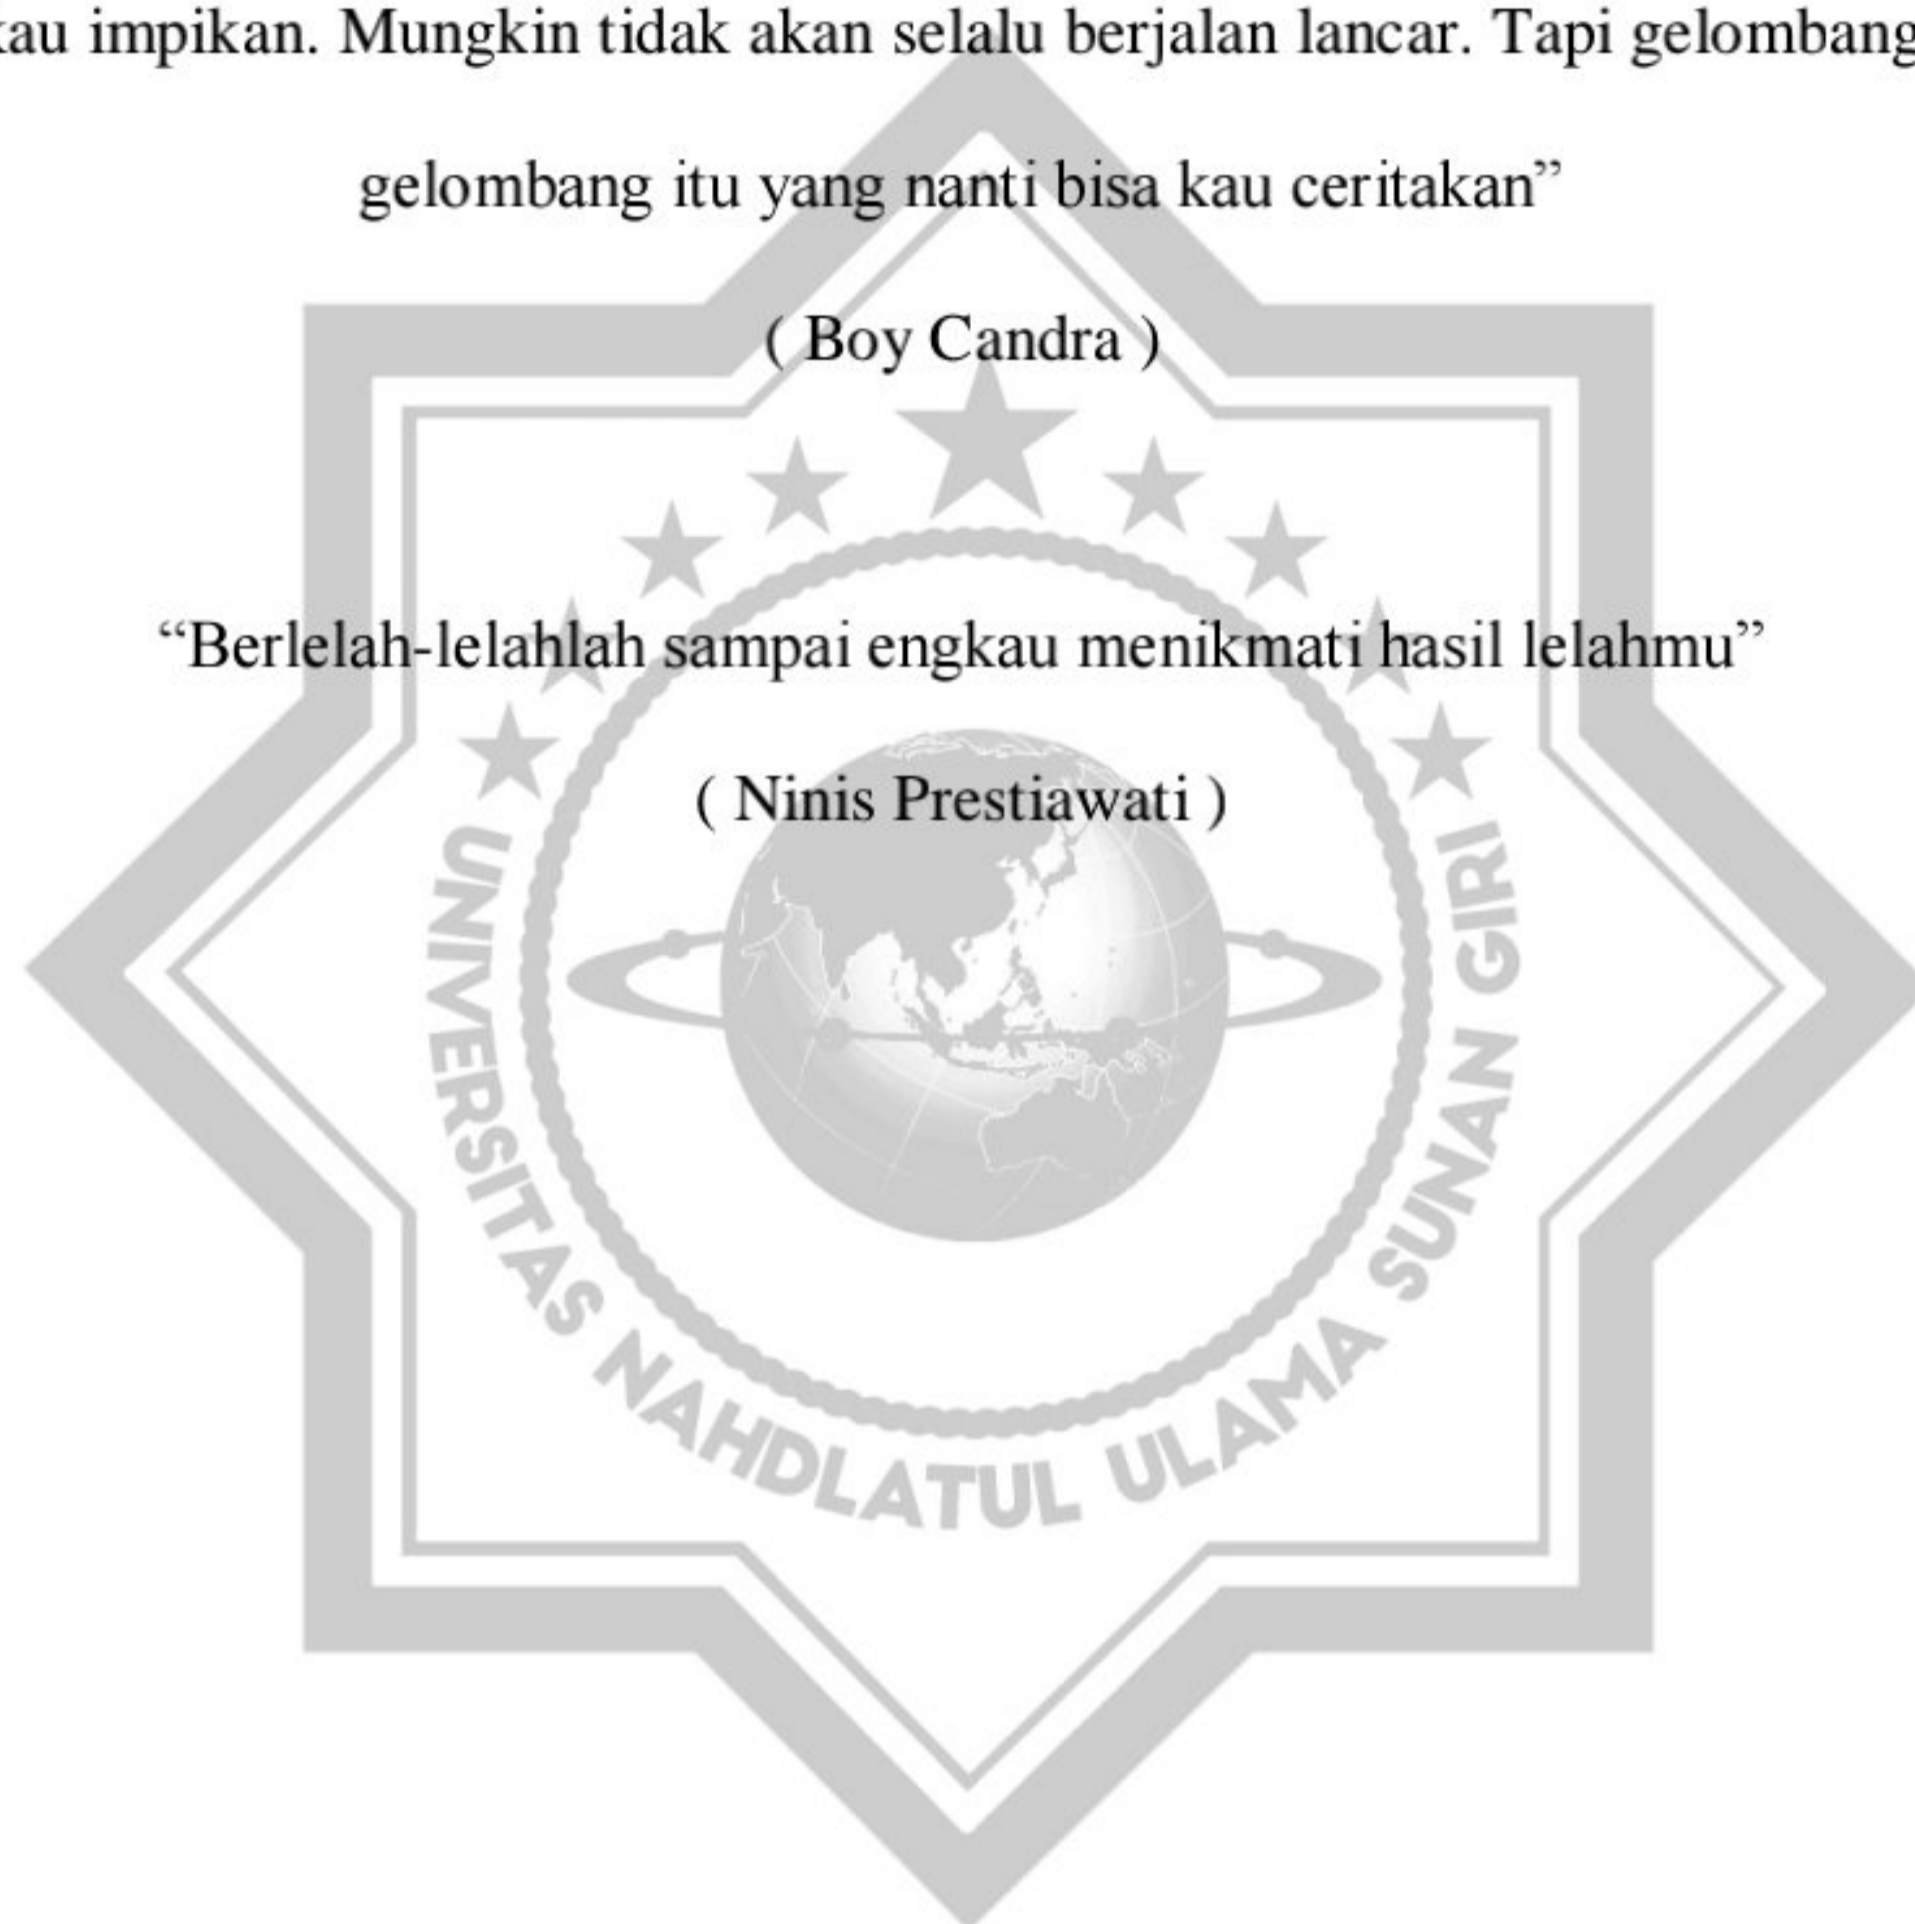 kau impikan. Mungkin tidak akan selalu berjalan lancar. Tapi gelombang
gelombang itu yang nanti bisa kau ceritakan”
( Boy Candra )
“Berlelah-lelahlah sampai engkau menikmati hasil lelahmu”
( Ninis Prestiawati )
UNIVERSITAS NAHDLATUL ULAMA SUNAN GIRI